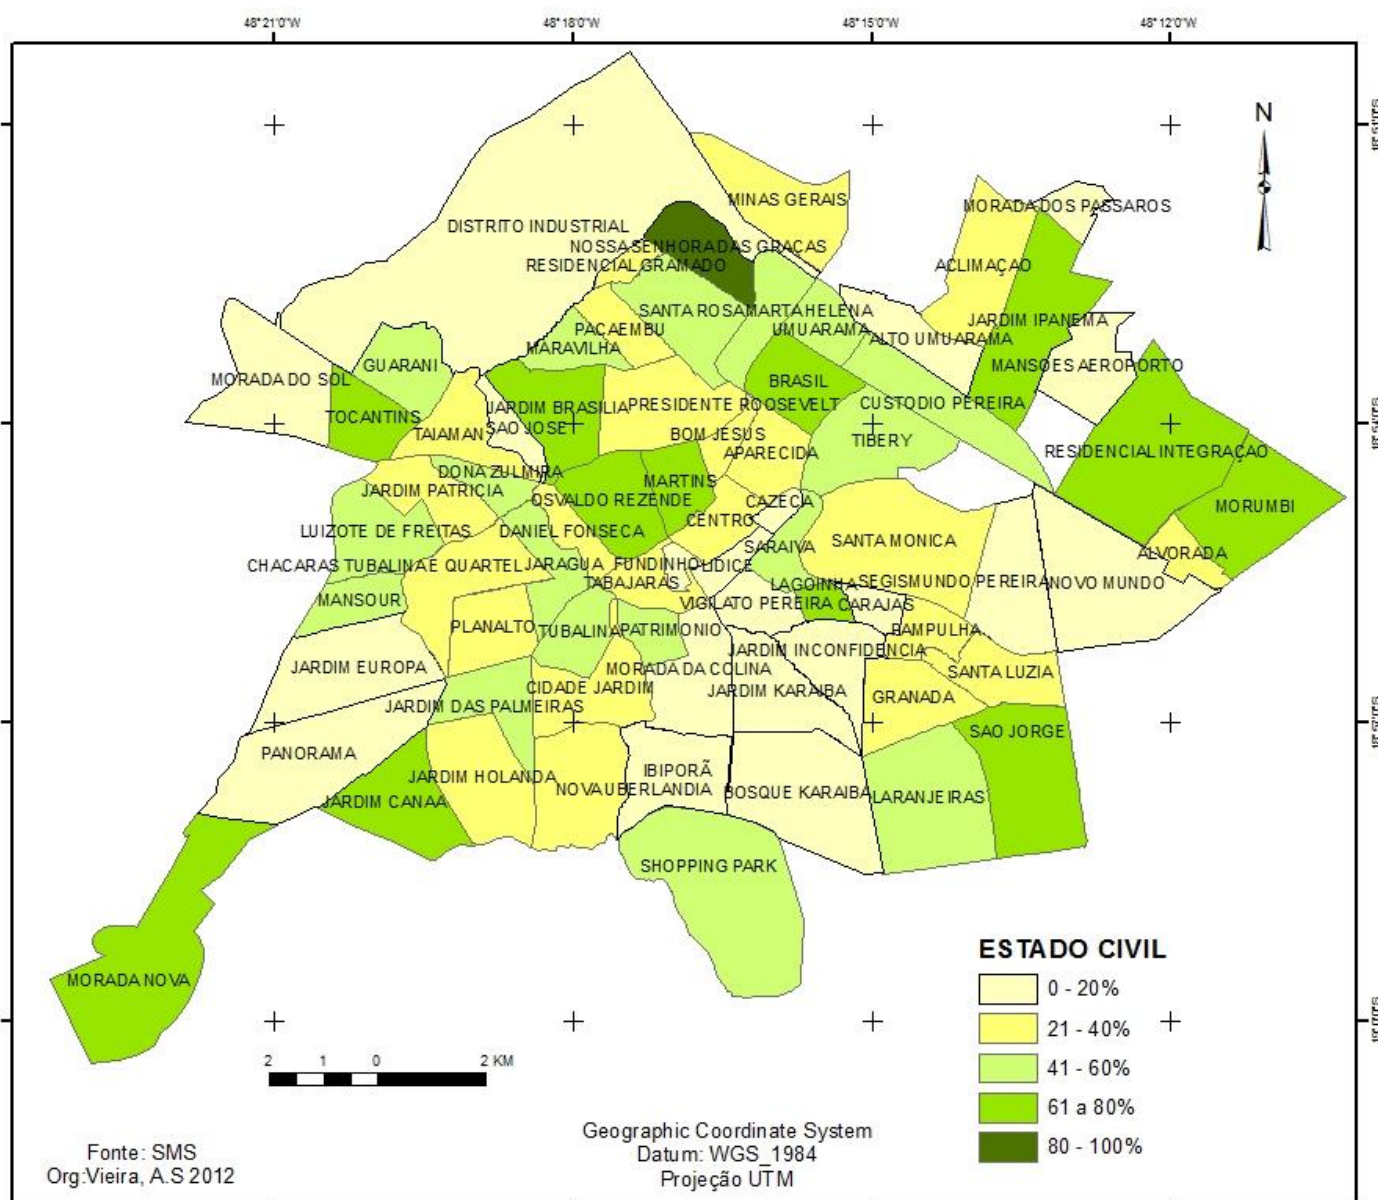 48°21'0"W
48°18'0"W
48°15'0"W
48°12'0"W
N
MINAS GERAIS
MORADA DOS PASSAROS
DISTRITO INDUSTRIAL
NOSSA SENHORA DAS GRAÇAS
RESIDENCIAL GRAMADO
ACLIMAÇAO
SANTA ROSA
MARTA HELENA
JARDIM IPANEMA
PACAEMBU
UMUARAMA
ALTO UMUARAMA
MARAVILHA
GUARANI
MANSOES AEROPORTO
MORADA DO SOL
BRASIL
TOCANTINS
JARDIM BRASILIA
PRESIDENTE ROOSEVELT
CUSTODIO PEREIRA
SAO JOSE
TAIAMAN
BOM JESUS
TIBERY
APARECIDA
RESIDENCIAL INTEGRAÇAO
DONA ZULMIRA
MARTINS
JARDIM PATRICIA
OSVALDO REZENDE
CAZECA
MORUMBI
CENTRO
LUIZOTE DE FREITAS
DANIEL FONSECA
SARAIVA
SANTA MONICA
ALVORADA
CHACARAS TUBALINA E QUARTEL
JARAGUA
FUNDINHO
LIDICE
TABAJARAS
LAGOINHA
SEGISMUNDO PEREIRA
NOVO MUNDO
MANSOUR
VIGILATO PEREIRA
CARAJAS
PLANALTO
TUBALINA
PATRIMONIO
PAMPULHA
JARDIM INCONFIDENCIA
JARDIM EUROPA
MORADA DA COLINA
SANTA LUZIA
CIDADE JARDIM
JARDIM KARAIBA
GRANADA
JARDIM DAS PALMEIRAS
SAO JORGE
PANORAMA
IBIPORÃ
JARDIM HOLANDA
NOVA UBERLANDIA
BOSQUE KARAIBA
LARANJEIRAS
JARDIM CANAA
SHOPPING PARK
MORADA NOVA
ESTADO CIVIL
0 - 20%
21 - 40%
41 - 60%
61 a 80%
80 - 100%
2 1 0 2 KM
Fonte: SMS
Org:Vieira, A.S 2012
Geographic Coordinate System
Datum: WGS_1984
Projeção UTM